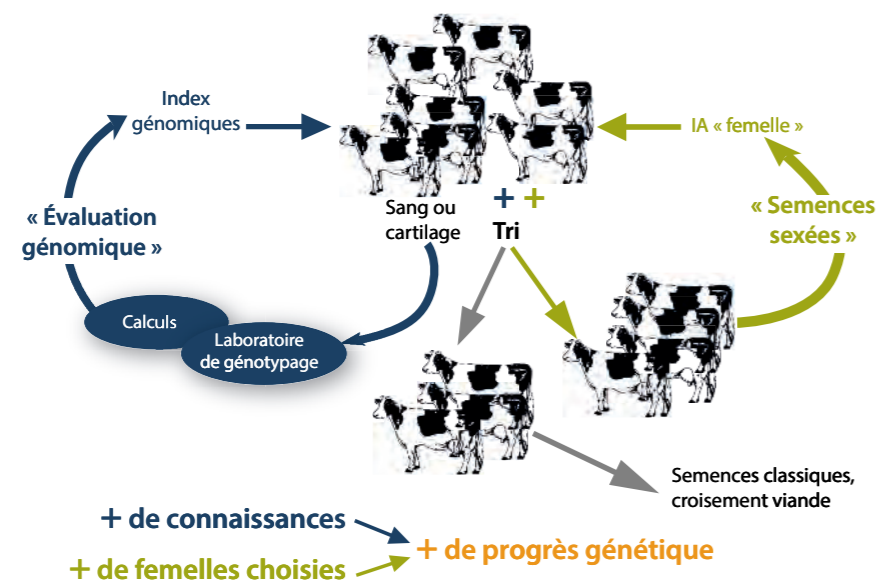 Index
génomiques
IA « femelle »
« Évaluation
génomique »
Sang ou
cartilage
+ +
Tri
« Semences
sexées »
Calculs
Laboratoire
de génotypage
Semences classiques,
croisement viande
+ de connaissances
+ de progrès génétique
+ de femelles choisies